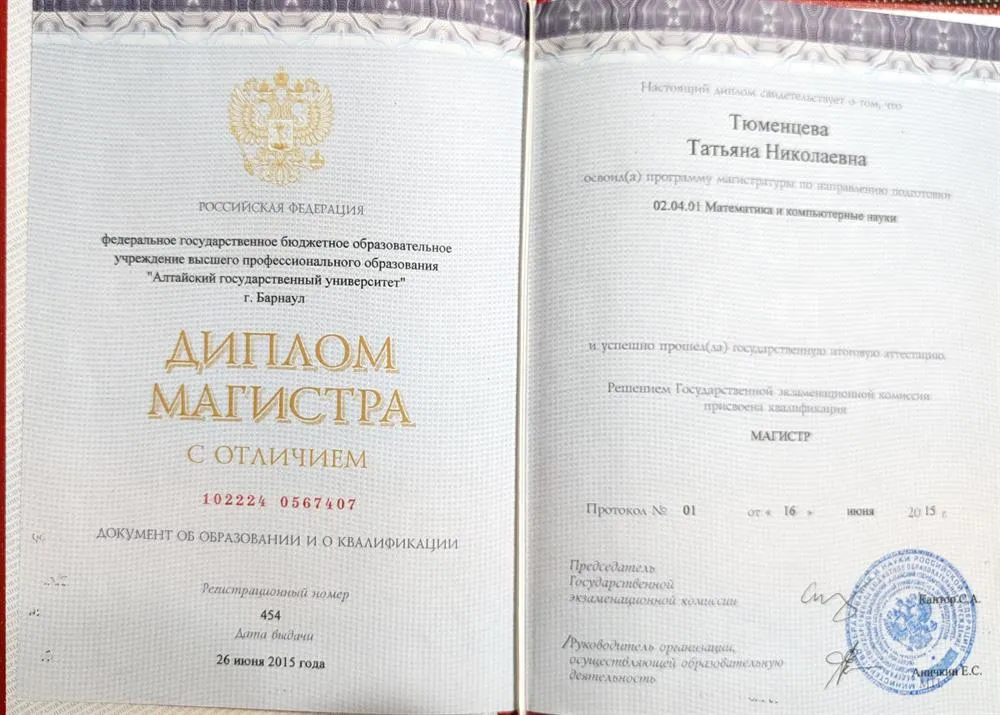 РОССИЙСКАЯ ФЕДЕРАЦИЯ
федеральное государственное бюджетное образовательное
учреждение высшего профессионального образования
"Алтайский государственный университет"
г. Барнаул
ДИПЛОМ
МАГИСТРА
С ОТЛИЧИЕМ
102224 0567407
ДОКУМЕНТ ОБ ОБРАЗОВАНИИ И О КВАЛИФИКАЦИИ
Регистрационный номер
454
Дата выдачи
26 июня 2015 года
Настоящий диплом свидетельствует о том, что
Тюменцева
Татьяна Николаевна
освоил(а) программу магистратуры по направлению подготовки
02.04.01 Математика и компьютерные науки
и успешно прошел(ла) государственную итоговую аттестацию
Решением Государственной экзаменационной комиссии
присвоена квалификация
МАГИСТР
Протокол № 01 от « 16 » июня 2015 г.
Председатель
Государственной
экзаменационной комиссии
Кантор С.А.
Руководитель организации,
осуществляющей образовательную
деятельность
Аничкин Е.С.